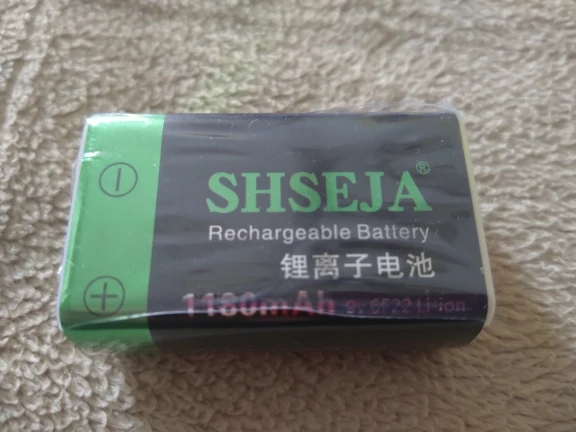 SHSEJA®
Rechargeable Battery
锂离子电池
1180mAh 9v 6F22 Li-ion